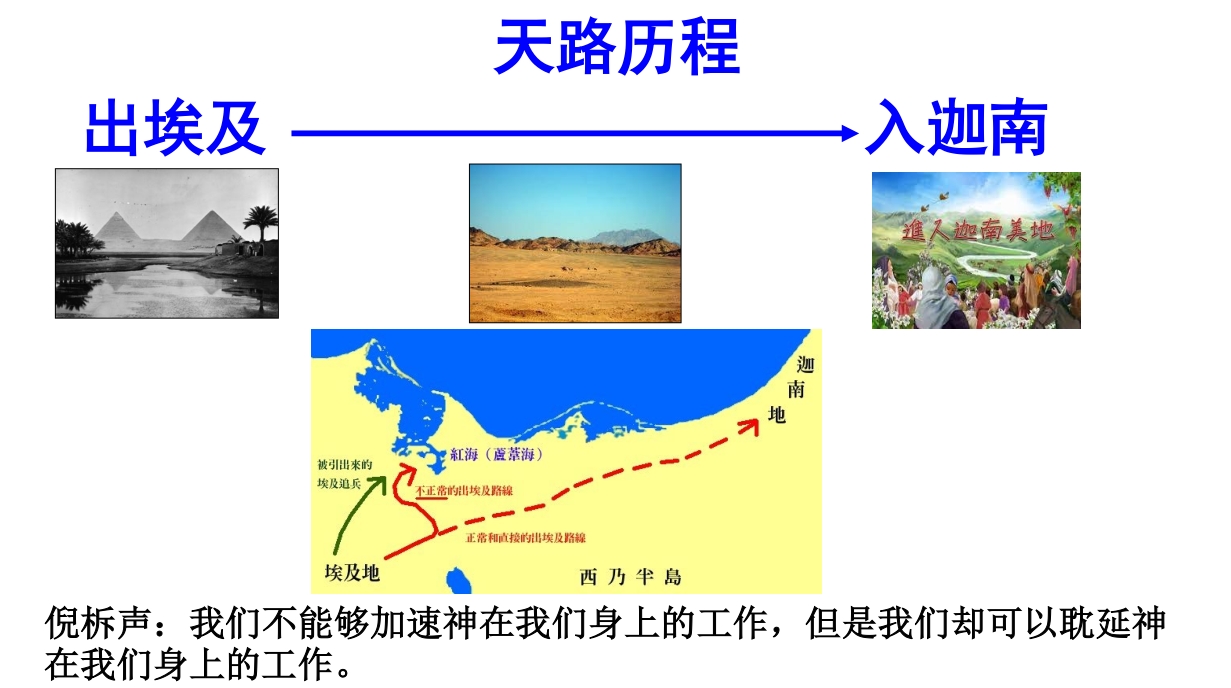 天路历程
出埃及
入迦南
進入迦南美地
迦
南
地
紅海（蘆葦海）
被引出來的
埃及追兵
不正常的出埃及路線
正常和直接的出埃及路線
埃及地
西乃半島
倪柝声：我们不能够加速神在我们身上的工作，但是我们却可以耽延神
在我们身上的工作。